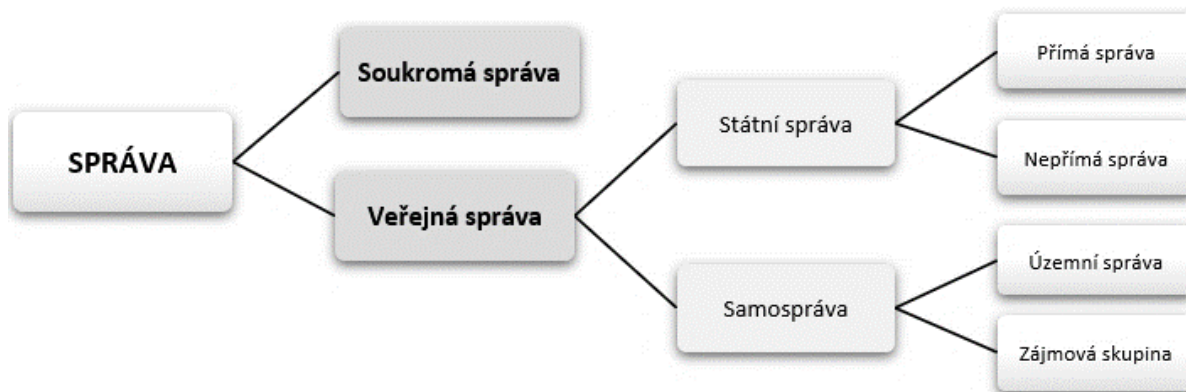 SPRÁVA
Soukromá správa
Veřejná správa
Státní správa
Samospráva
Přímá správa
Nepřímá správa
Územní správa
Zájmová skupina